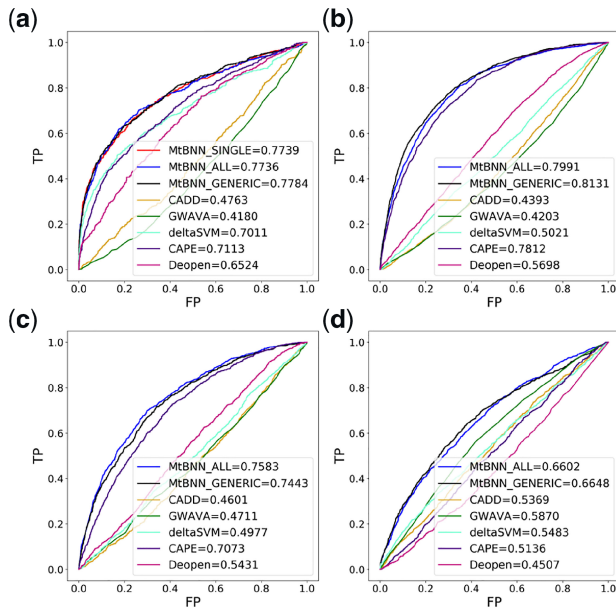 (a)
1.0
0.8
0.6
0.4
0.2
0.0
TP
MtBNN_SINGLE=0.7739
MtBNN_ALL=0.7736
MtBNN_GENERIC=0.7784
CADD=0.4763
GWAVA=0.4180
deltaSVM=0.7011
CAPE=0.7113
Deopen=0.6524
0.0 0.2 0.4 0.6 0.8 1.0
FP
(b)
1.0
0.8
0.6
0.4
0.2
0.0
TP
MtBNN_ALL=0.7991
MtBNN_GENERIC=0.8131
CADD=0.4393
GWAVA=0.4203
deltaSVM=0.5021
CAPE=0.7812
Deopen=0.5698
0.0 0.2 0.4 0.6 0.8 1.0
FP
(c)
1.0
0.8
0.6
0.4
0.2
0.0
TP
MtBNN_ALL=0.7583
MtBNN_GENERIC=0.7443
CADD=0.4601
GWAVA=0.4711
deltaSVM=0.4977
CAPE=0.7073
Deopen=0.5431
0.0 0.2 0.4 0.6 0.8 1.0
FP
(d)
1.0
0.8
0.6
0.4
0.2
0.0
TP
MtBNN_ALL=0.6602
MtBNN_GENERIC=0.6648
CADD=0.5369
GWAVA=0.5870
deltaSVM=0.5483
CAPE=0.5136
Deopen=0.4507
0.0 0.2 0.4 0.6 0.8 1.0
FP